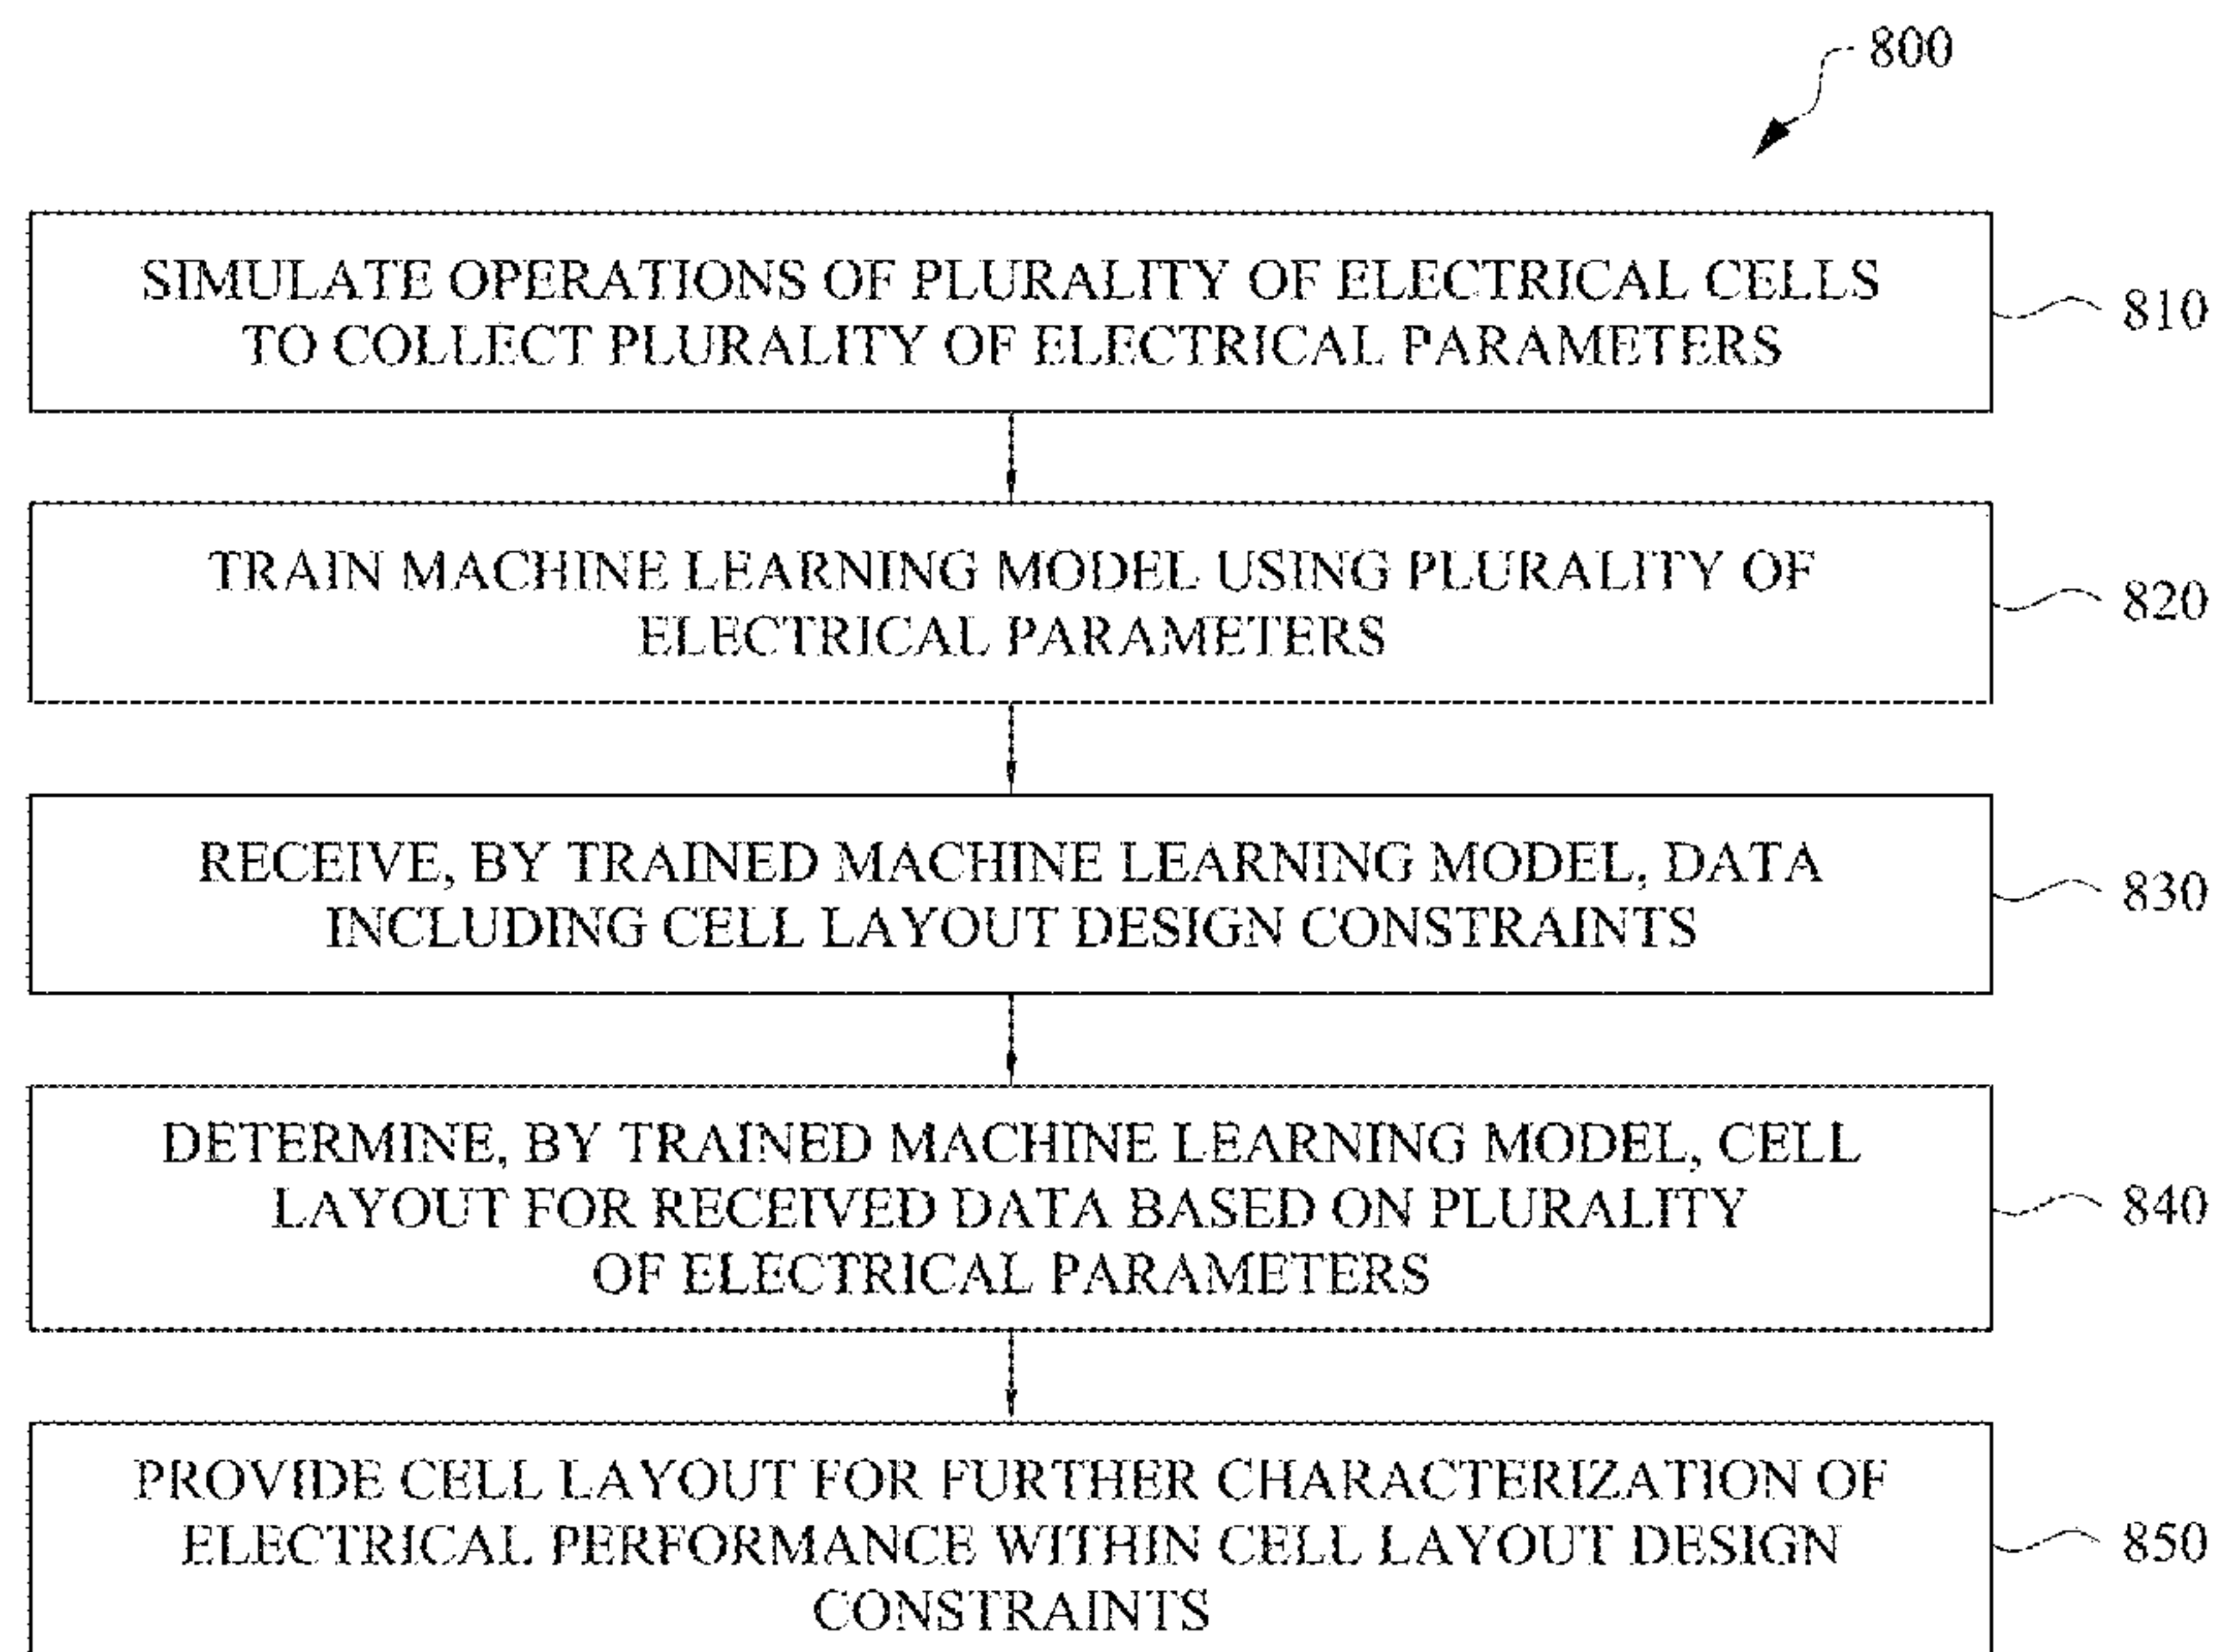 800
SIMULATE OPERATIONS OF PLURALITY OF ELECTRICAL CELLS
TO COLLECT PLURALITY OF ELECTRICAL PARAMETERS
810
TRAIN MACHINE LEARNING MODEL USING PLURALITY OF
ELECTRICAL PARAMETERS
820
RECEIVE, BY TRAINED MACHINE LEARNING MODEL, DATA
INCLUDING CELL LAYOUT DESIGN CONSTRAINTS
830
DETERMINE, BY TRAINED MACHINE LEARNING MODEL, CELL
LAYOUT FOR RECEIVED DATA BASED ON PLURALITY
OF ELECTRICAL PARAMETERS
840
PROVIDE CELL LAYOUT FOR FURTHER CHARACTERIZATION OF
ELECTRICAL PERFORMANCE WITHIN CELL LAYOUT DESIGN
CONSTRAINTS
850